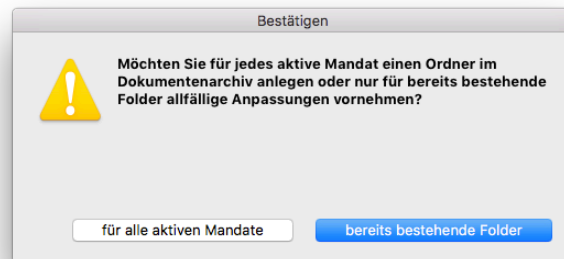 Bestätigen
Möchten Sie für jedes aktive Mandat einen Ordner im
Dokumentenarchiv anlegen oder nur für bereits bestehende
Folder allfällige Anpassungen vornehmen?
für alle aktiven Mandate
bereits bestehende Folder